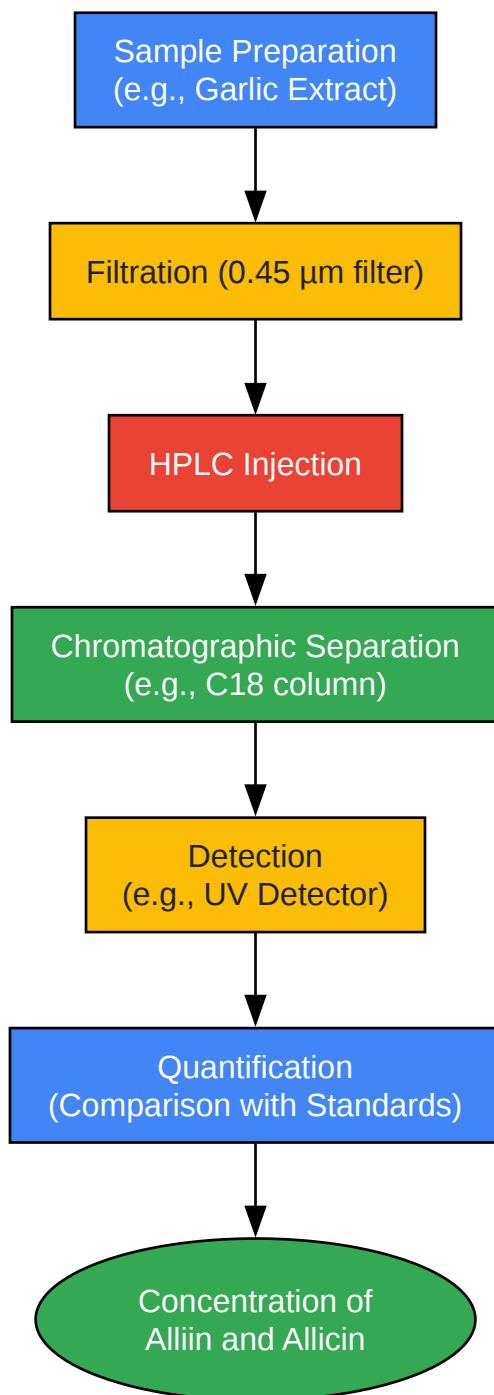 Sample Preparation
(e.g., Garlic Extract)
Filtration (0.45 µm filter)
HPLC Injection
Chromatographic Separation
(e.g., C18 column)
Detection
(e.g., UV Detector)
Quantification
(Comparison with Standards)
Concentration of
Alliin and Allicin